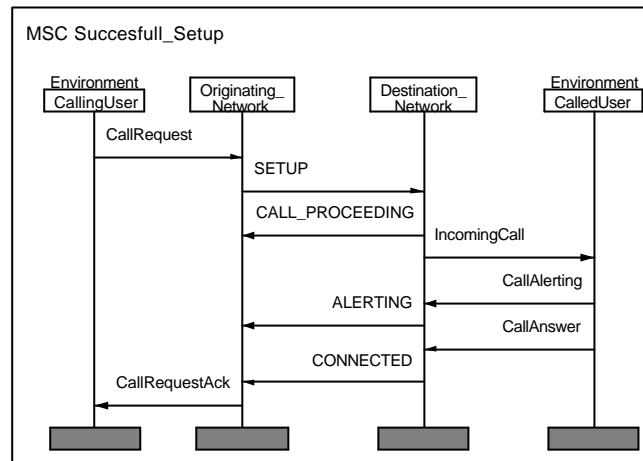 MSC Succesfull_Setup
Environment
CallingUser
Originating_
Network
Destination_
Network
Environment
CalledUser
CallRequest
SETUP
CALL_PROCEEDING
IncomingCall
CallAlerting
ALERTING
CallAnswer
CONNECTED
CallRequestAck